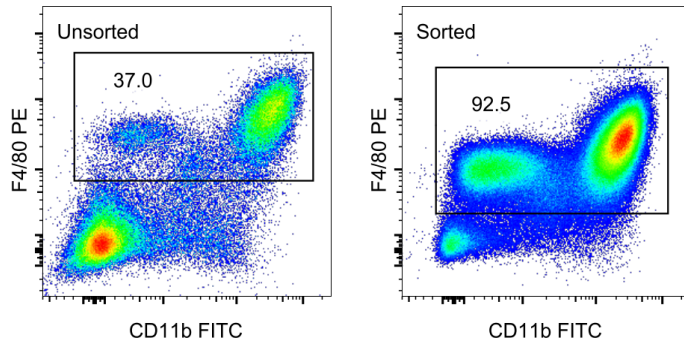 Unsorted
37.0
F4/80 PE
CD11b FITC
Sorted
92.5
F4/80 PE
CD11b FITC